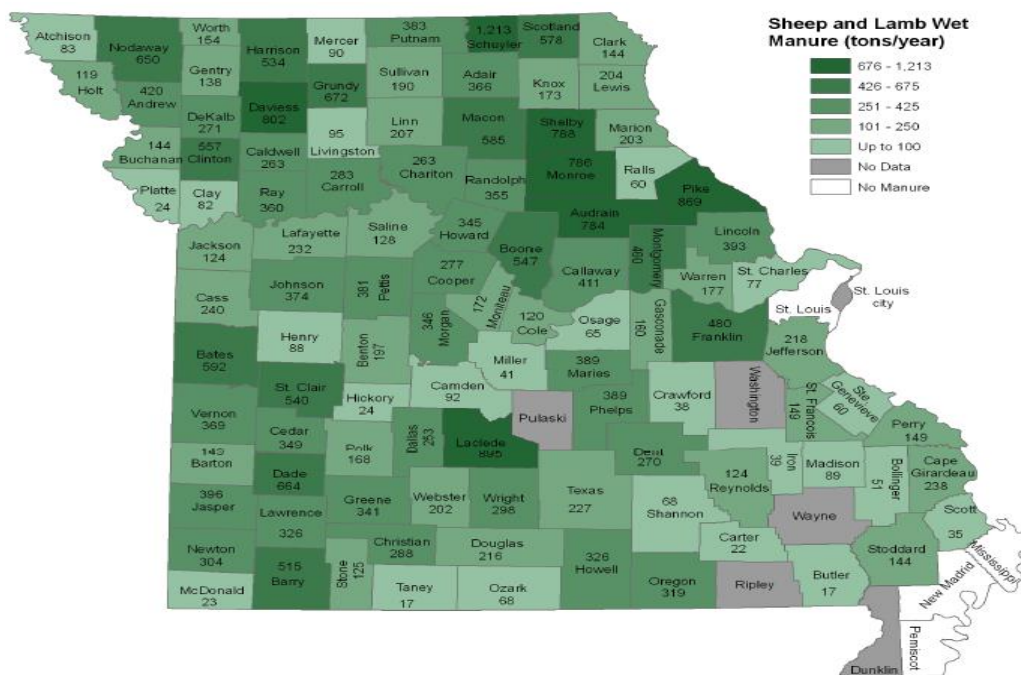 Sheep and Lamb Wet
Manure (tons/year)
676 - 1,213
426 - 675
251 - 425
101 - 250
Up to 100
No Data
No Manure
Atchison
83
Nodaway
650
Worth
154
Harrison
534
Mercer
90
383
Putnam
1,213
Schuyler
Scotland
578
Clark
144
119
Holt
420
Andrew
Gentry
138
DeKalb
271
Daviess
802
Grundy
672
Sullivan
190
Adair
366
Knox
173
204
Lewis
144
Buchanan
557
Clinton
Caldwell
263
95
Livingston
Linn
207
Macon
585
Shelby
788
Marion
203
Platte
24
Clay
82
Ray
360
283
Carroll
263
Chariton
Randolph
355
786
Monroe
Ralls
60
Pike
869
Jackson
124
Lafayette
232
Saline
128
345
Howard
Boone
547
Audrain
784
Montgomery
460
Lincoln
393
Cass
240
Johnson
374
Pettis
381
277
Cooper
Moniteau
172
Callaway
411
Warren
177
St. Charles
77
St. Louis
city
St. Louis
Bates
592
Henry
88
Benton
197
Morgan
346
120
Cole
Osage
65
Gasconade
160
480
Franklin
218
Jefferson
Miller
41
389
Maries
Vernon
369
St. Clair
540
Hickory
24
Camden
92
Pulaski
389
Phelps
Crawford
38
Washington
St. Francois
149
Ste.
Genevieve
60
Perry
149
Barton
Cedar
349
Polk
168
Dallas
253
Laclede
895
Dent
270
Iron
39
Madison
89
Bollinger
51
Cape
Girardeau
238
396
Jasper
Dade
664
Greene
341
Webster
202
Wright
298
Texas
227
68
Shannon
124
Reynolds
Wayne
Scott
35
Newton
304
Lawrence
326
Christian
288
Douglas
216
326
Howell
Carter
22
Butler
17
Stoddard
144
Mississippi
McDonald
23
515
Barry
Stone
125
Taney
17
Ozark
68
Oregon
319
Ripley
New Madrid
Dunklin
Pemiscot